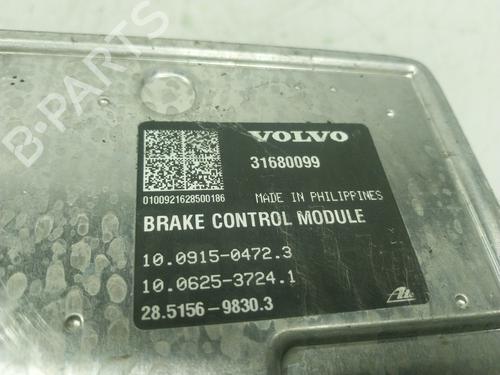 B-PARTS
VOLVO
31680099
0100921628500186
MADE IN PHILIPPINES
BRAKE CONTROL MODULE
10.0915-0472.3
10.0625-3724.1
28.5156-9830.3
Ate